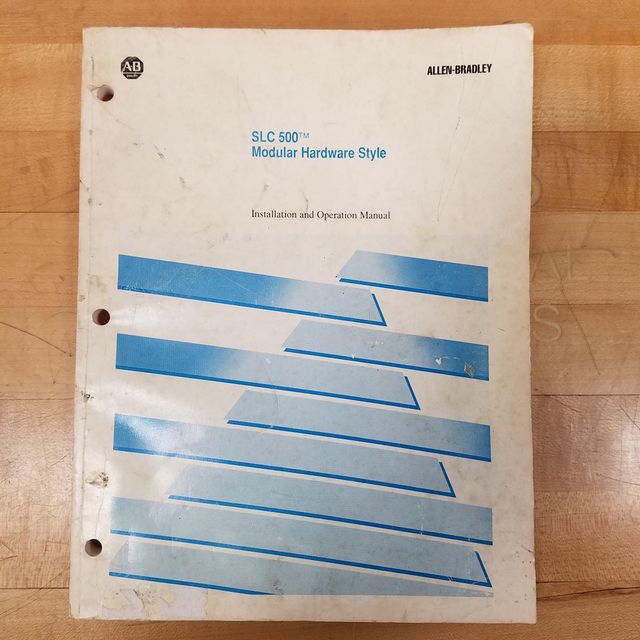 AB
ALLEN-BRADLEY
SLC 500™
Modular Hardware Style
Installation and Operation Manual